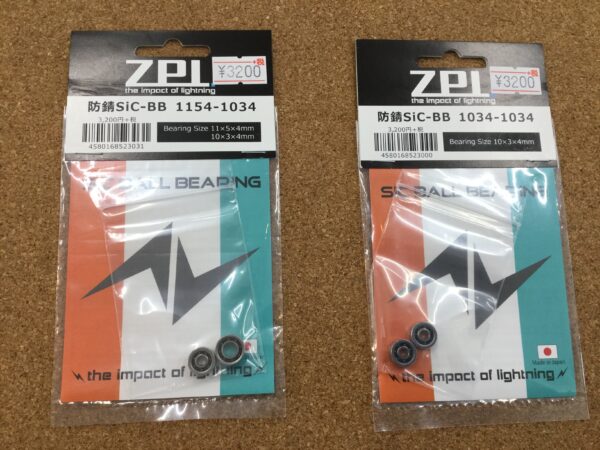 ZPI.
+税
¥3200
the impact of lightning
防錆SiC-BB 1154-1034
3,200円+税
4580168523031
Bearing Size 11×5×4mm
10×3×4mm
SiC BALL BEARING
the impact of lightning
ZPI.
+税
¥3200
the impact of lightning
防錆SiC-BB 1034-1034
3,200円+税
4580168523000
Bearing Size 10×3×4mm
SiC BALL BEARING
Made in Japan
the impact of lightning